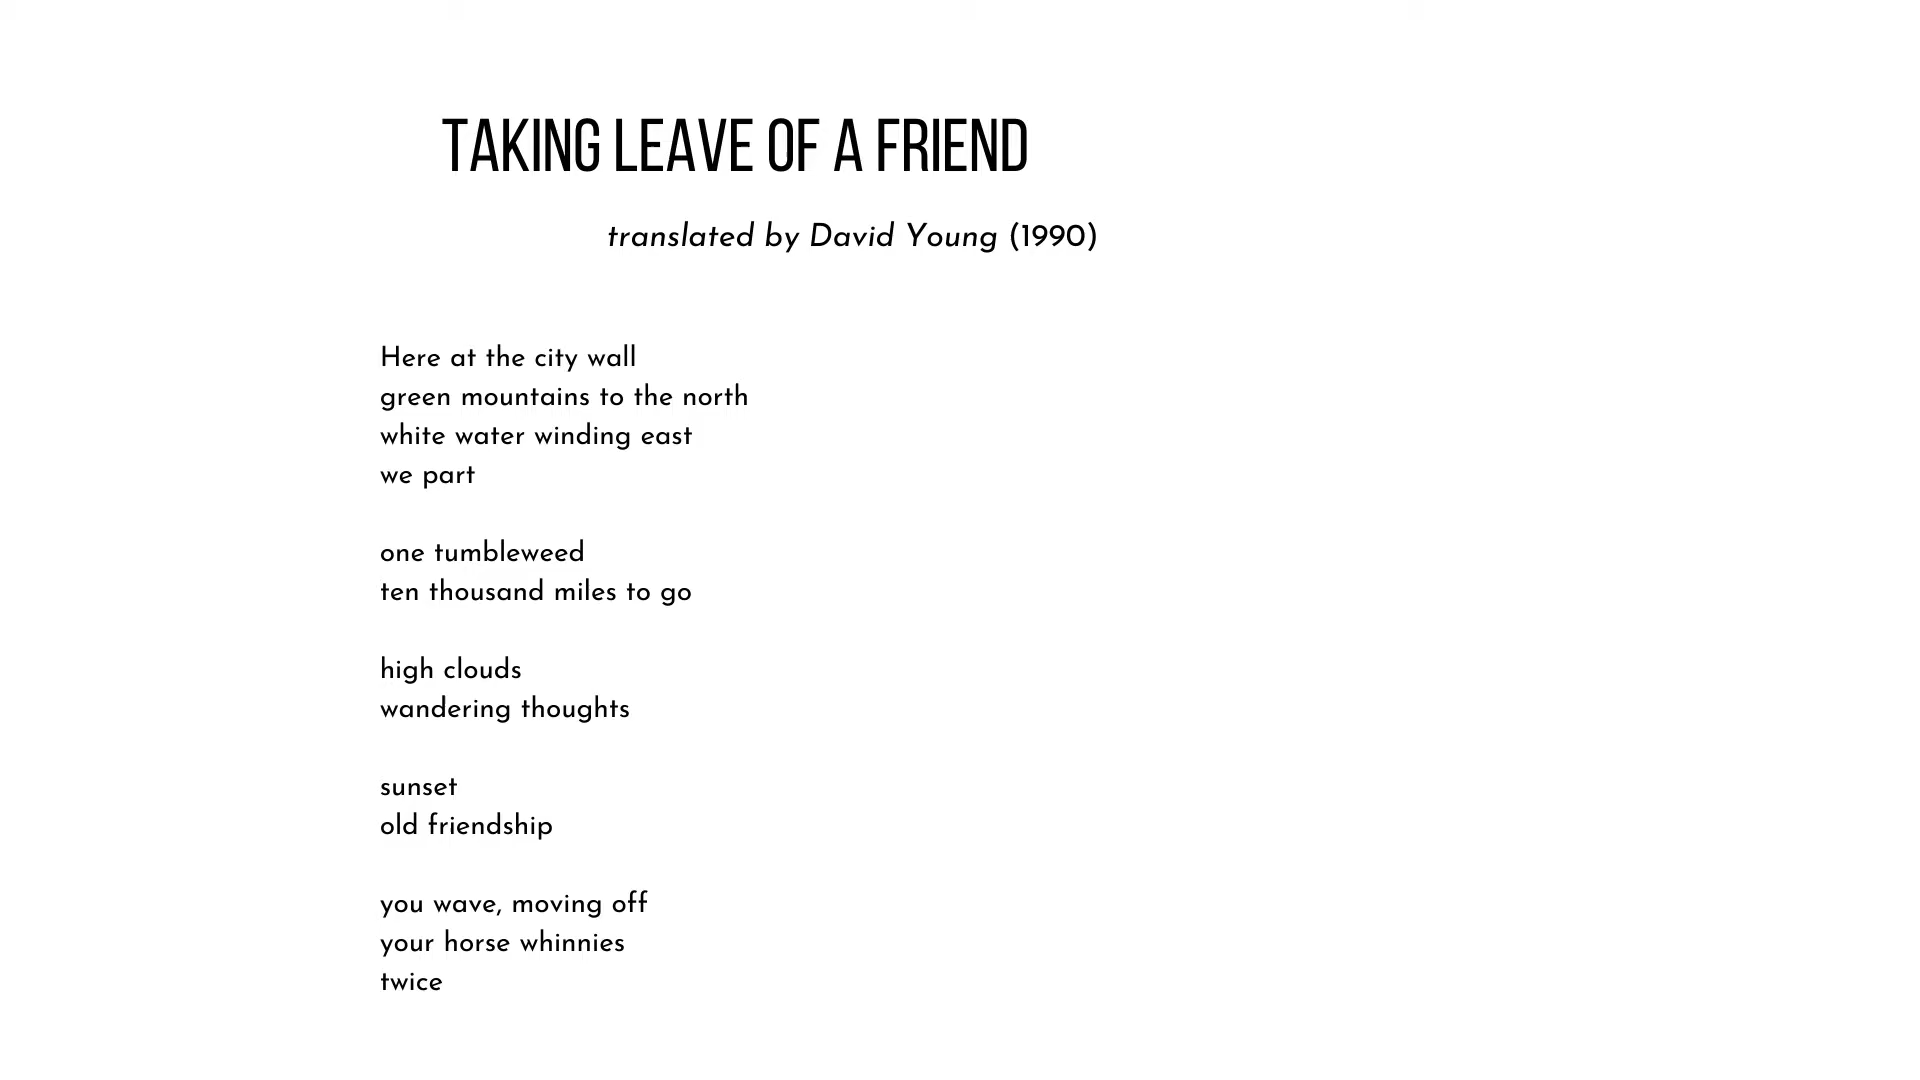 TAKING LEAVE OF A FRIEND
translated by David Young (1990)
Here at the city wall
green mountains to the north
white water winding east
we part
one tumbleweed
ten thousand miles to go
high clouds
wandering thoughts
sunset
old friendship
you wave, moving off
your horse whinnies
twice